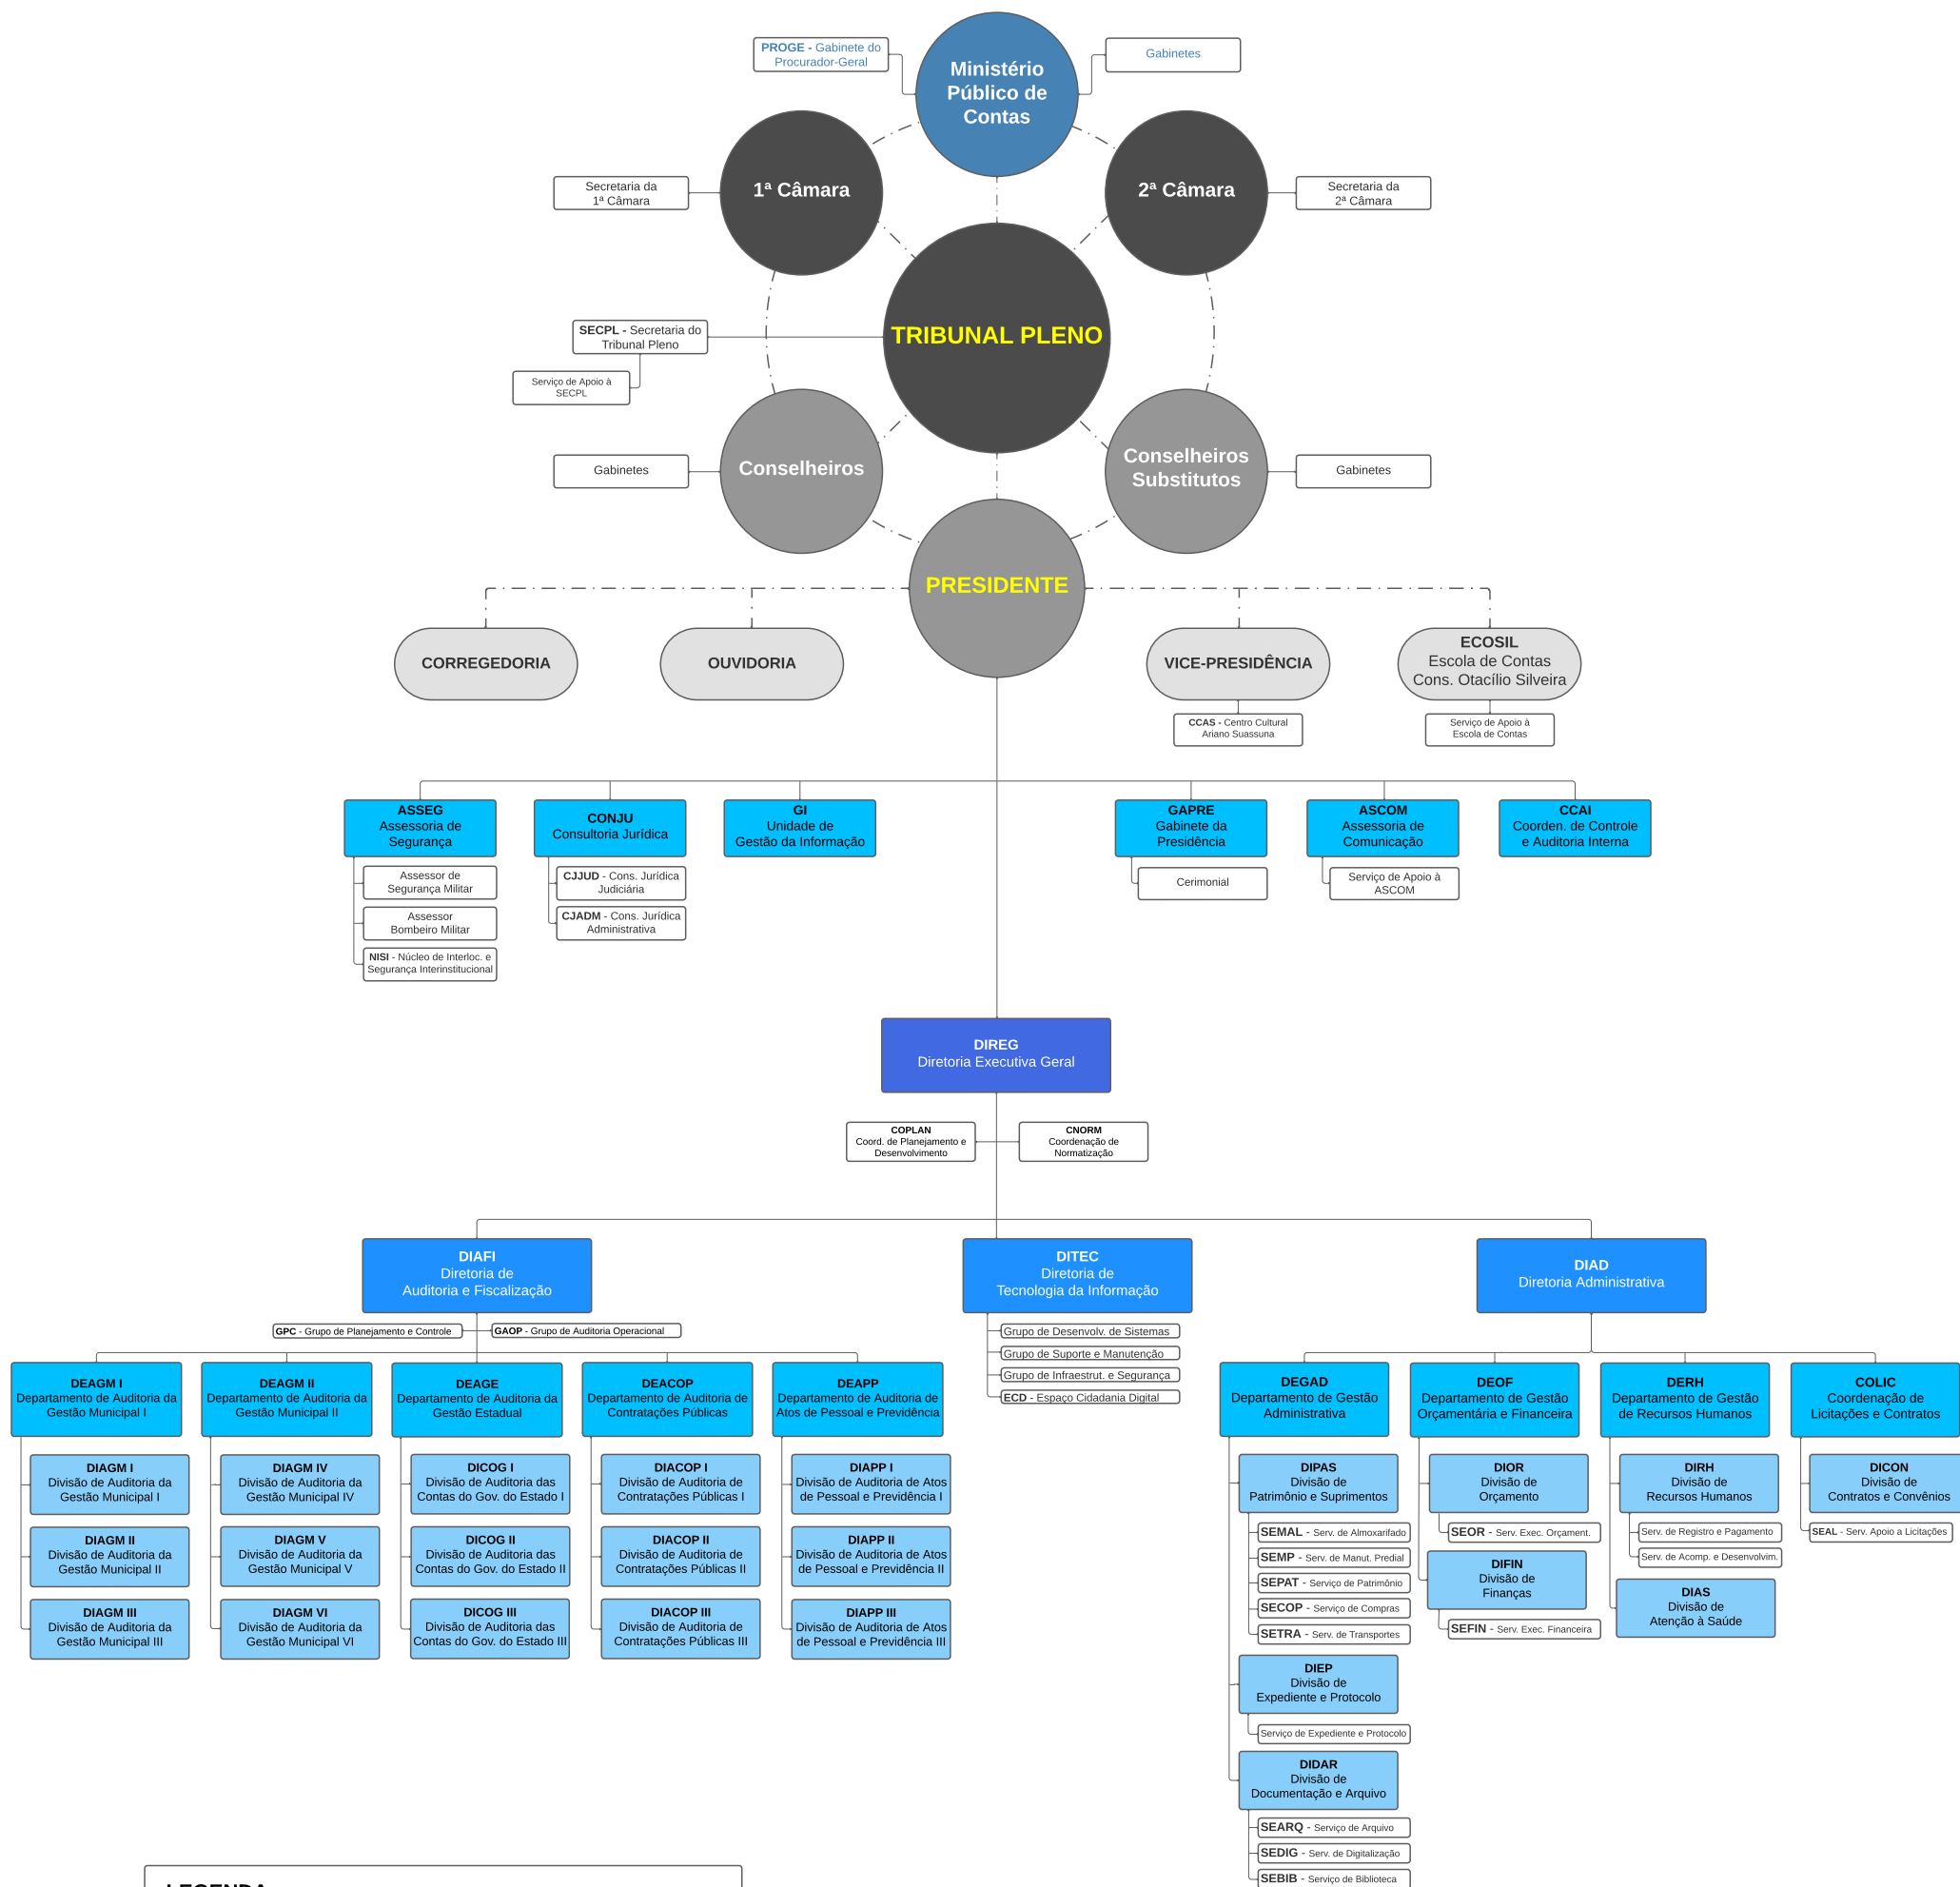 PROGE - Gabinete do
Procurador-Geral
Ministério
Público de
Contas
Gabinetes
1ª Câmara
2ª Câmara
Secretaria da
1ª Câmara
Secretaria da
2ª Câmara
TRIBUNAL PLENO
SECPL - Secretaria do
Tribunal Pleno
Serviço de Apoio à
SECPL
Conselheiros
Gabinetes
Conselheiros
Substitutos
Gabinetes
PRESIDENTE
CORREGEDORIA
OUVIDORIA
VICE-PRESIDÊNCIA
CCAS - Centro Cultural
Ariano Suassuna
ECOSIL
Escola de Contas
Cons. Otacílio Silveira
Serviço de Apoio à
Escola de Contas
ASSEG
Assessoria de
Segurança
Assessor de
Segurança Militar
Assessor
Bombeiro Militar
NISI - Núcleo de Interloc. e
Segurança Interinstitucional
CONJU
Consultoria Jurídica
CJJUD - Cons. Jurídica
Judiciária
CJADM - Cons. Jurídica
Administrativa
GI
Unidade de
Gestão da Informação
GAPRE
Gabinete da
Presidência
Cerimonial
ASCOM
Assessoria de
Comunicação
Serviço de Apoio à
ASCOM
CCAI
Coorden. de Controle
e Auditoria Interna
DIREG
Diretoria Executiva Geral
COPLAN
Coord. de Planejamento e
Desenvolvimento
CNORM
Coordenação de
Normatização
DIAFI
Diretoria de
Auditoria e Fiscalização
GPC - Grupo de Planejamento e Controle
GAOP - Grupo de Auditoria Operacional
DEAGM I
Departamento de Auditoria da
Gestão Municipal I
DIAGM I
Divisão de Auditoria da
Gestão Municipal I
DIAGM II
Divisão de Auditoria da
Gestão Municipal II
DIAGM III
Divisão de Auditoria da
Gestão Municipal III
DEAGM II
Departamento de Auditoria da
Gestão Municipal II
DIAGM IV
Divisão de Auditoria da
Gestão Municipal IV
DIAGM V
Divisão de Auditoria da
Gestão Municipal V
DIAGM VI
Divisão de Auditoria da
Gestão Municipal VI
DEAGE
Departamento de Auditoria da
Gestão Estadual
DICOG I
Divisão de Auditoria das
Contas do Gov. do Estado I
DICOG II
Divisão de Auditoria das
Contas do Gov. do Estado II
DICOG III
Divisão de Auditoria das
Contas do Gov. do Estado III
DEACOP
Departamento de Auditoria de
Contratações Públicas
DIACOP I
Divisão de Auditoria de
Contratações Públicas I
DIACOP II
Divisão de Auditoria de
Contratações Públicas II
DIACOP III
Divisão de Auditoria de
Contratações Públicas III
DEAPP
Departamento de Auditoria de
Atos de Pessoal e Previdência
DIAPP I
Divisão de Auditoria de Atos
de Pessoal e Previdência I
DIAPP II
Divisão de Auditoria de Atos
de Pessoal e Previdência II
DIAPP III
Divisão de Auditoria de Atos
de Pessoal e Previdência III
DITEC
Diretoria de
Tecnologia da Informação
Grupo de Desenvolv. de Sistemas
Grupo de Suporte e Manutenção
Grupo de Infraestrut. e Segurança
ECD - Espaço Cidadania Digital
DIAD
Diretoria Administrativa
DEGAD
Departamento de Gestão
Administrativa
DIPAS
Divisão de
Patrimônio e Suprimentos
SEMAL - Serv. de Almoxarifado
SEMP - Serv. de Manut. Predial
SEPAT - Serviço de Patrimônio
SECOP - Serviço de Compras
SETRA - Serv. de Transportes
DIEP
Divisão de
Expediente e Protocolo
Serviço de Expediente e Protocolo
DIDAR
Divisão de
Documentação e Arquivo
SEARQ - Serviço de Arquivo
SEDIG - Serv. de Digitalização
SEBIB - Serviço de Biblioteca
DEOF
Departamento de Gestão
Orçamentária e Financeira
DIOR
Divisão de
Orçamento
SEOR - Serv. Exec. Orçament.
DIFIN
Divisão de
Finanças
SEFIN - Serv. Exec. Financeira
DERH
Departamento de Gestão
de Recursos Humanos
DIRH
Divisão de
Recursos Humanos
Serv. de Registro e Pagamento
Serv. de Acomp. e Desenvolvim.
DIAS
Divisão de
Atenção à Saúde
COLIC
Coordenação de
Licitações e Contratos
DICON
Divisão de
Contratos e Convênios
SEAL - Serv. Apoio a Licitações
LEGENDA